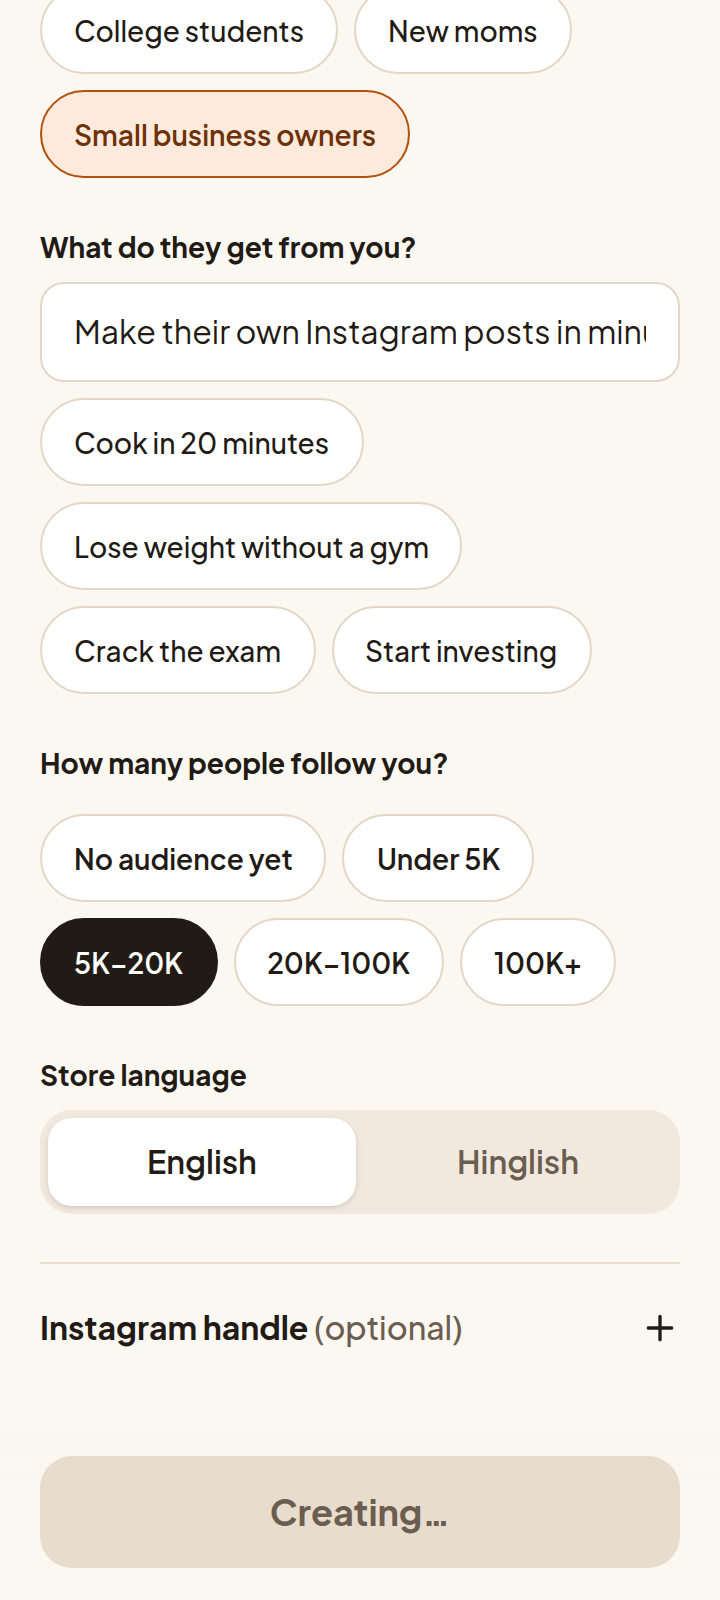 College students
New moms
Small business owners
What do they get from you?
Make their own Instagram posts in
Cook in 20 minutes
Lose weight without a gym
Crack the exam
Start investing
How many people follow you?
No audience yet
Under 5K
5K–20K
20K–100K
100K+
Store language
English
Hinglish
Instagram handle (optional)
Creating…